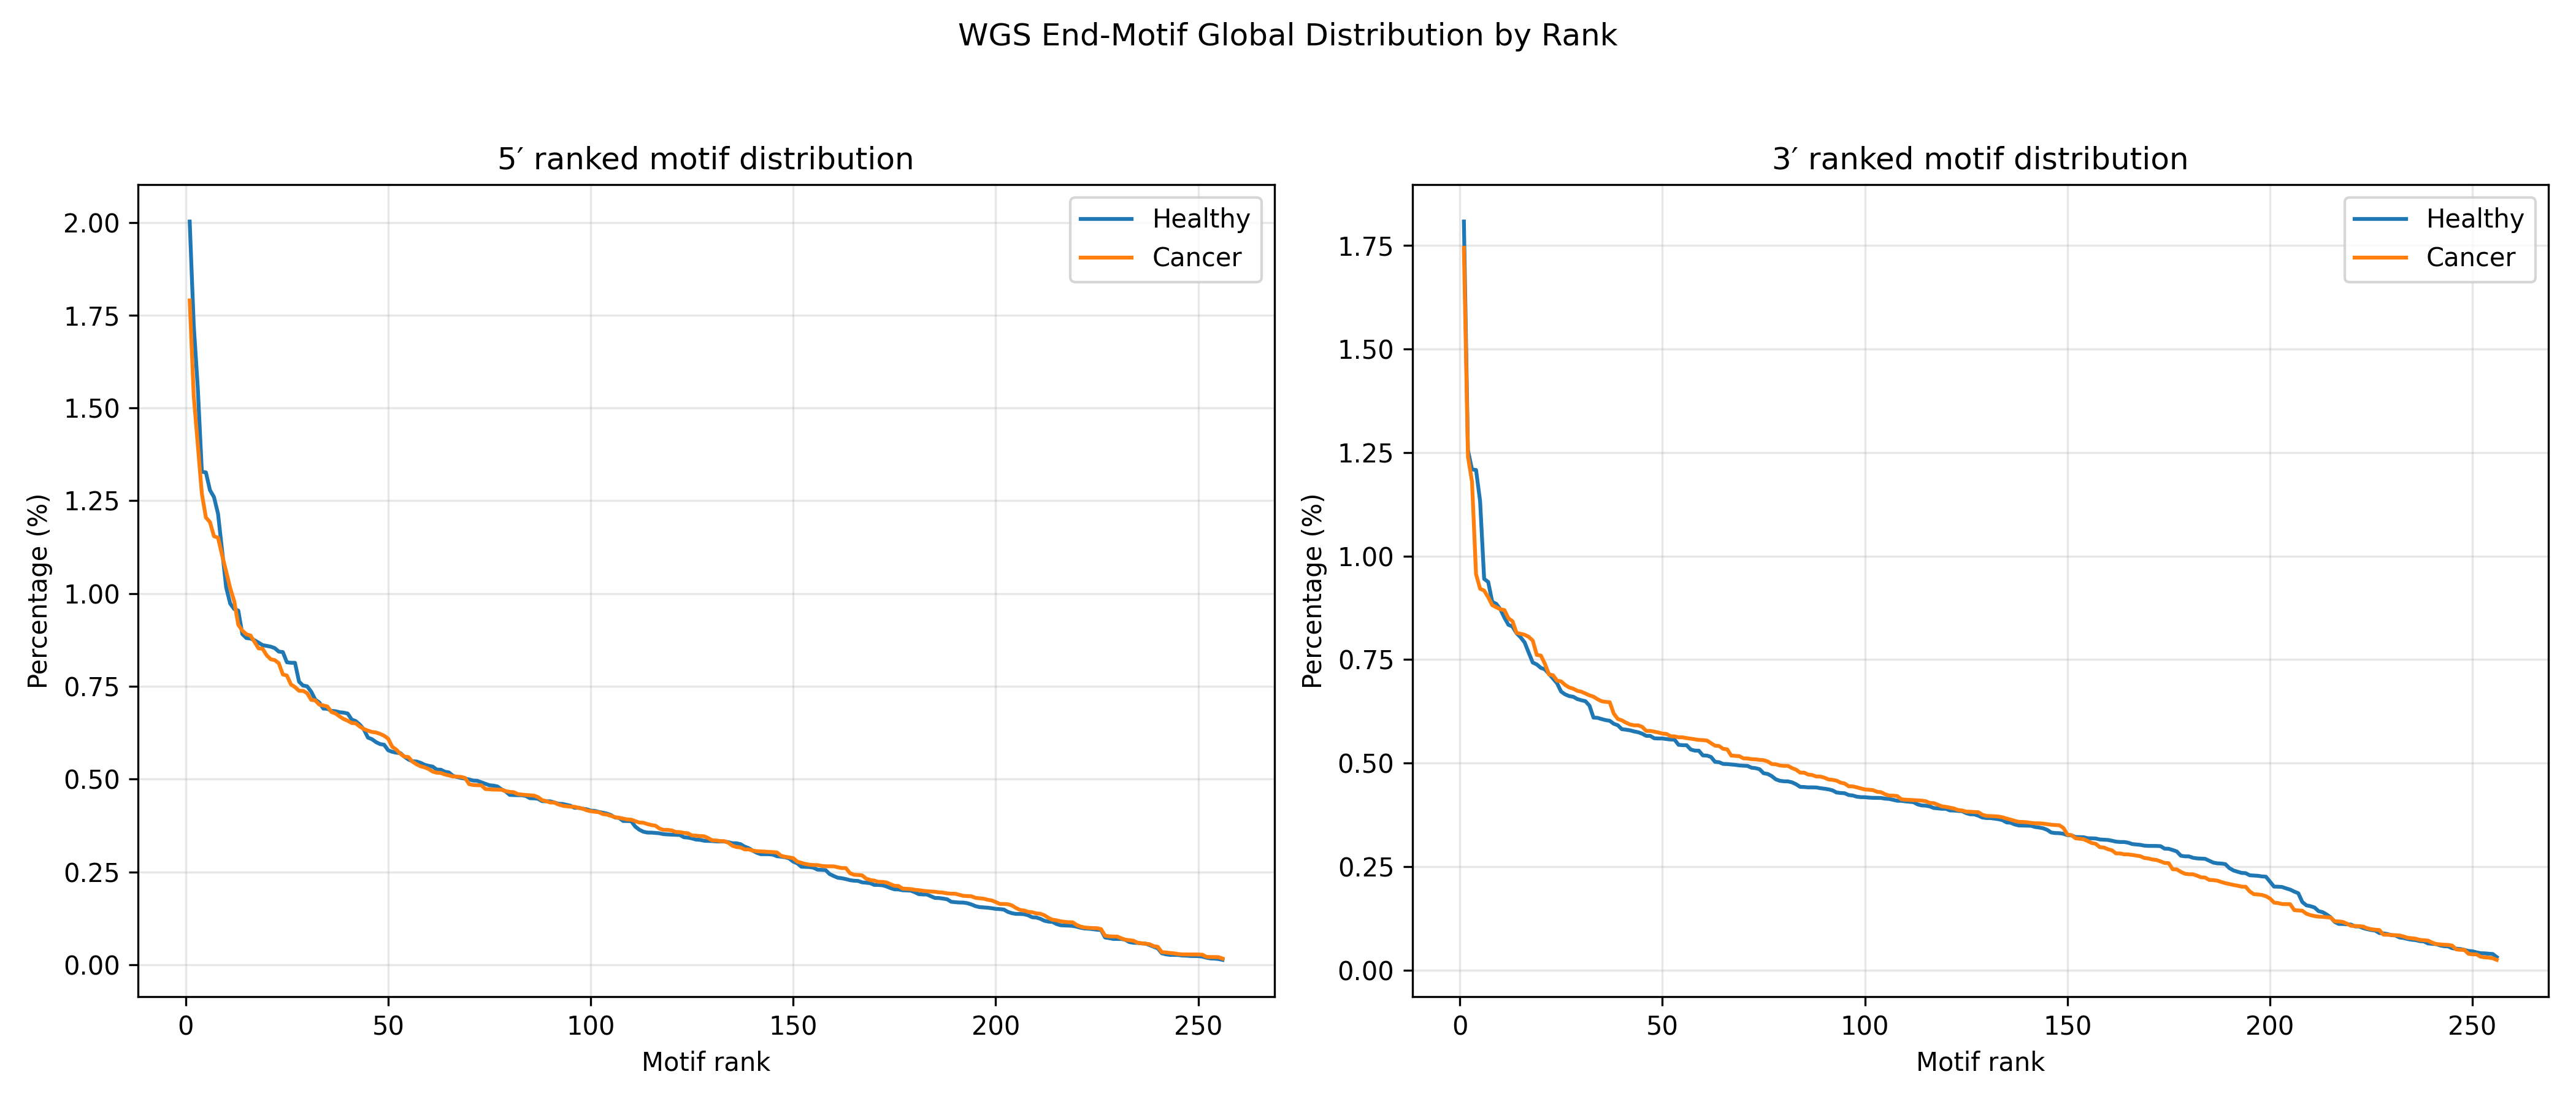 WGS End-Motif Global Distribution by Rank
5′ ranked motif distribution
Percentage (%)
2.00
1.75
1.50
1.25
1.00
0.75
0.50
0.25
0.00
0 50 100 150 200 250
Motif rank
Healthy
Cancer
3′ ranked motif distribution
Percentage (%)
1.75
1.50
1.25
1.00
0.75
0.50
0.25
0.00
0 50 100 150 200 250
Motif rank
Healthy
Cancer